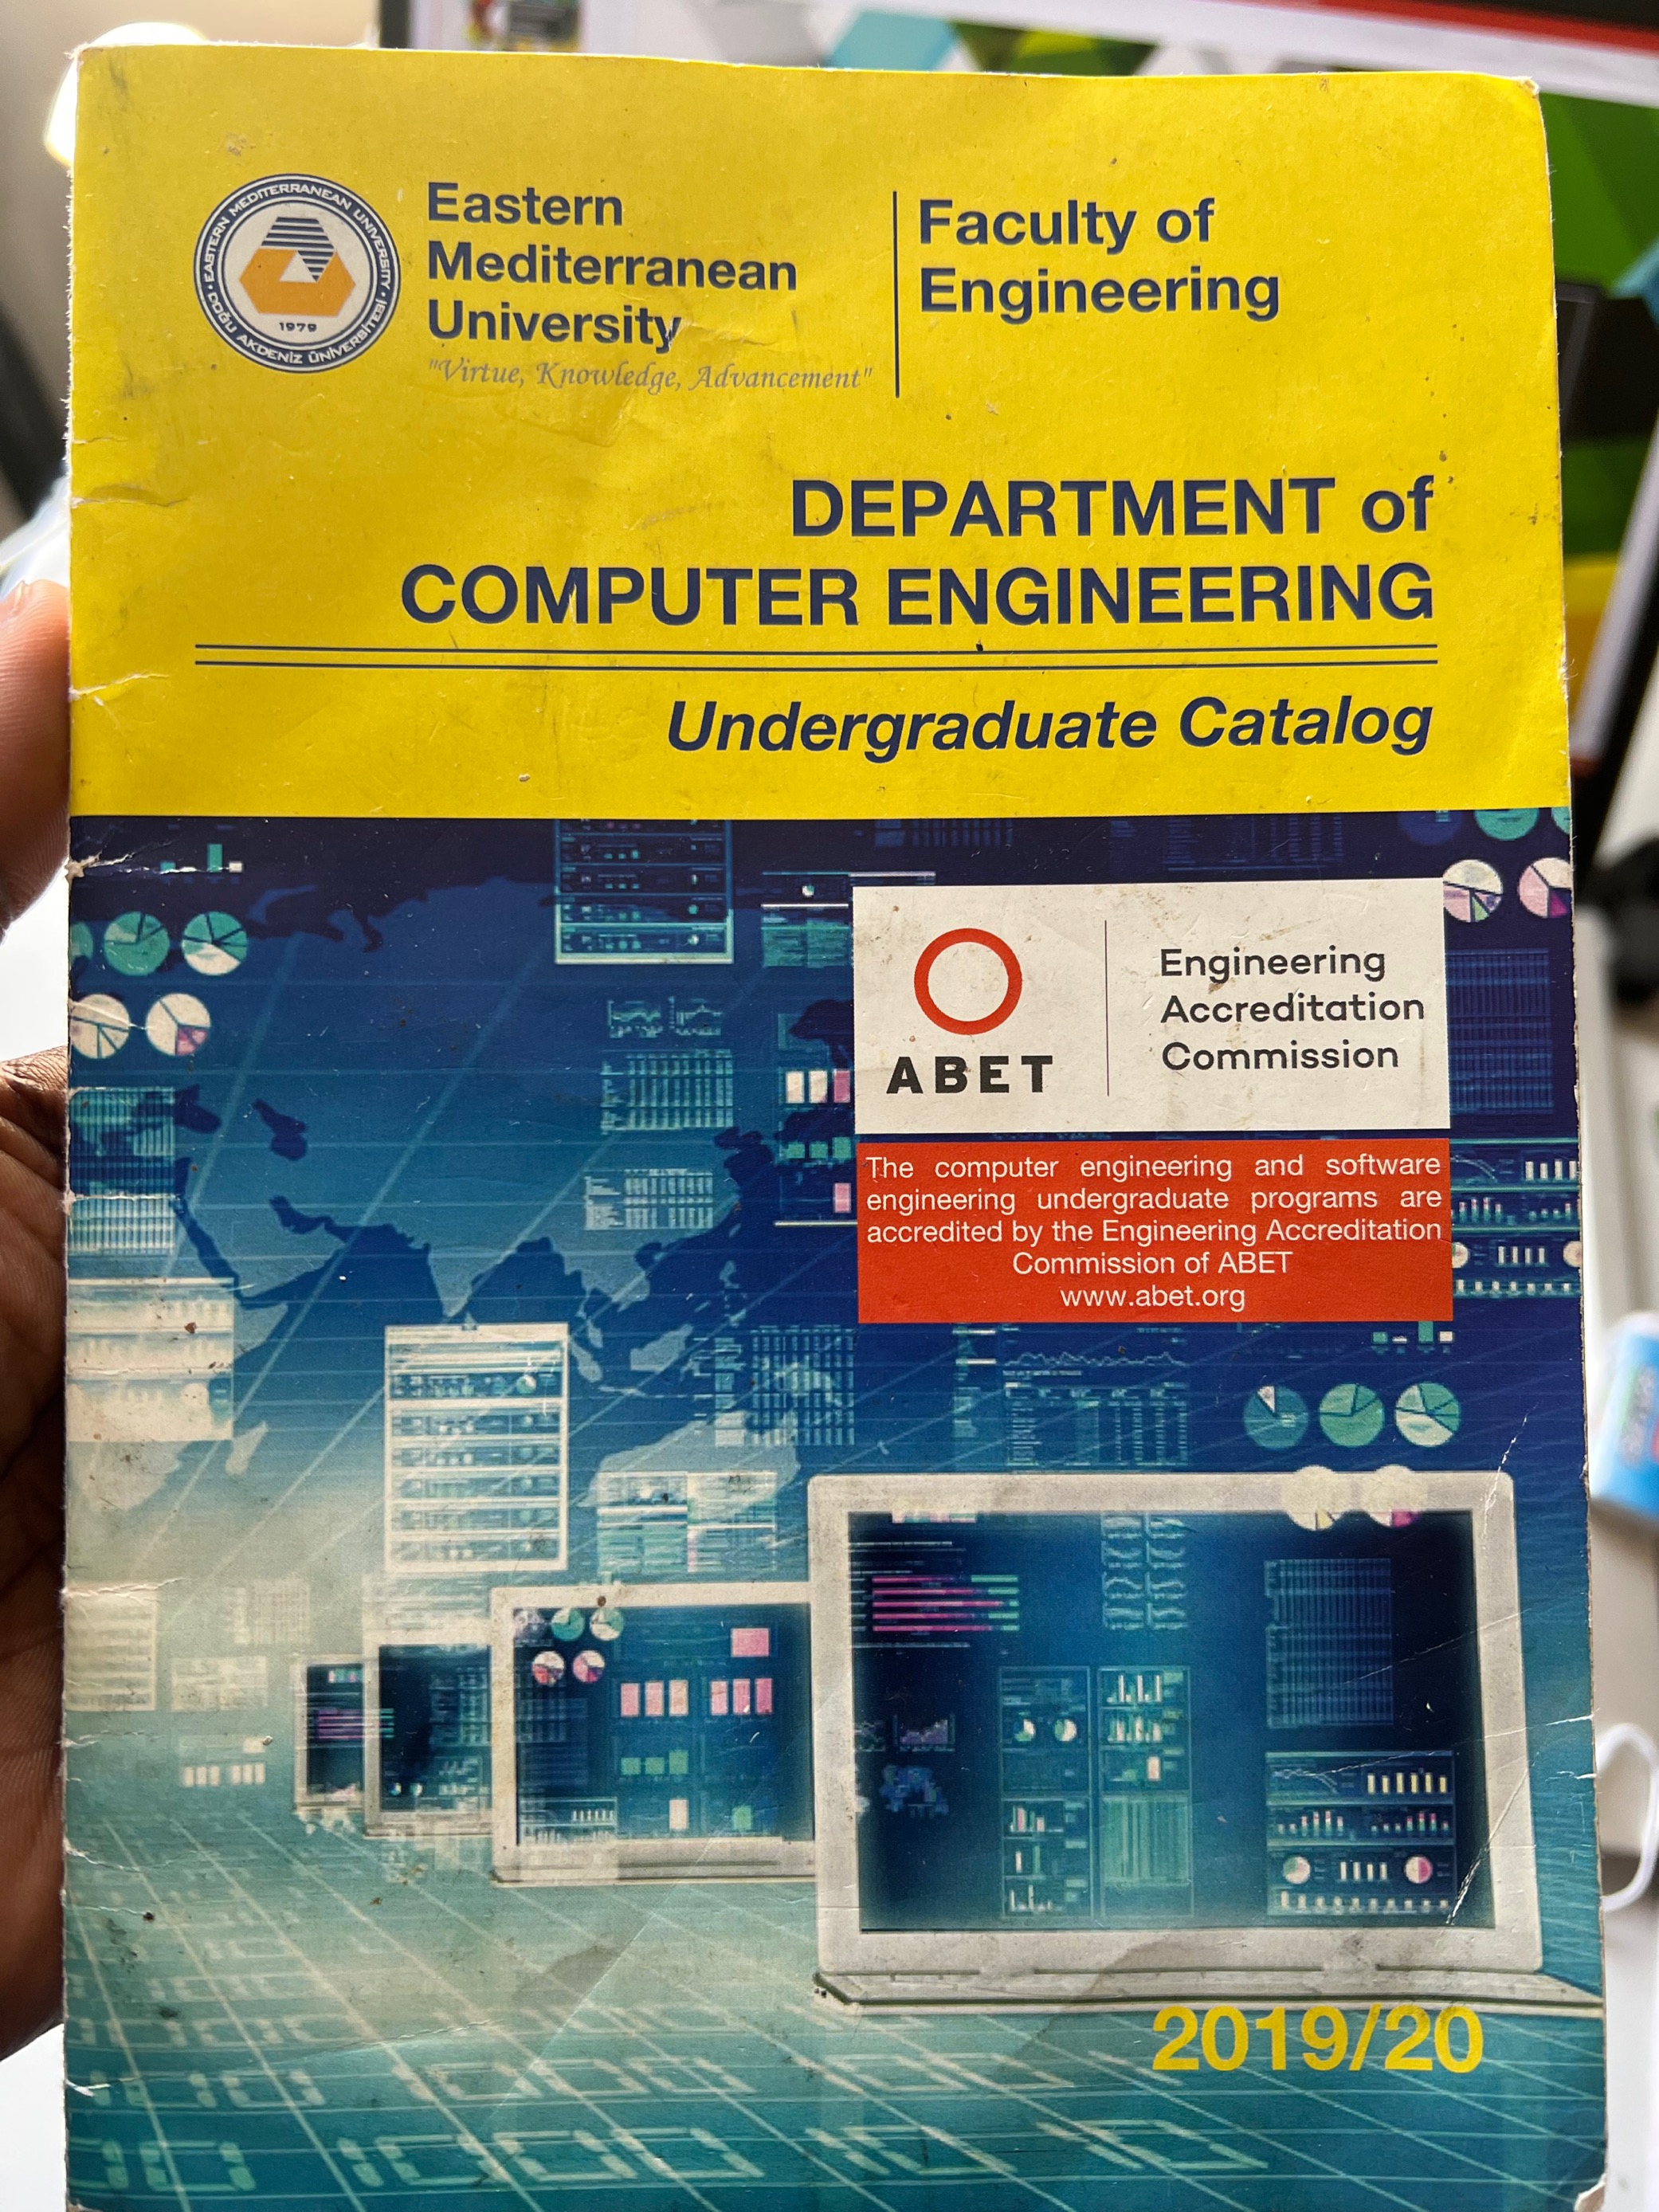 EASTERN MEDITERRANEAN UNIVERSITY
DOĞU AKDENİZ ÜNİVERSİTESİ
1979
Eastern
Mediterranean
University
"Virtue, Knowledge, Advancement"
Faculty of
Engineering
DEPARTMENT of
COMPUTER ENGINEERING
Undergraduate Catalog
ABET
Engineering
Accreditation
Commission
The computer engineering and software
engineering undergraduate programs are
accredited by the Engineering Accreditation
Commission of ABET
www.abet.org
2019/20